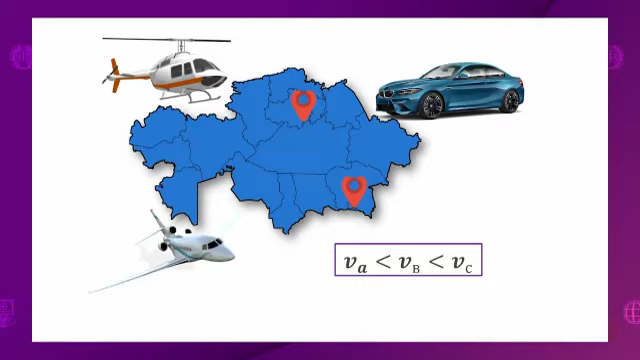 𝒗ₐ < 𝑣в < 𝑣с